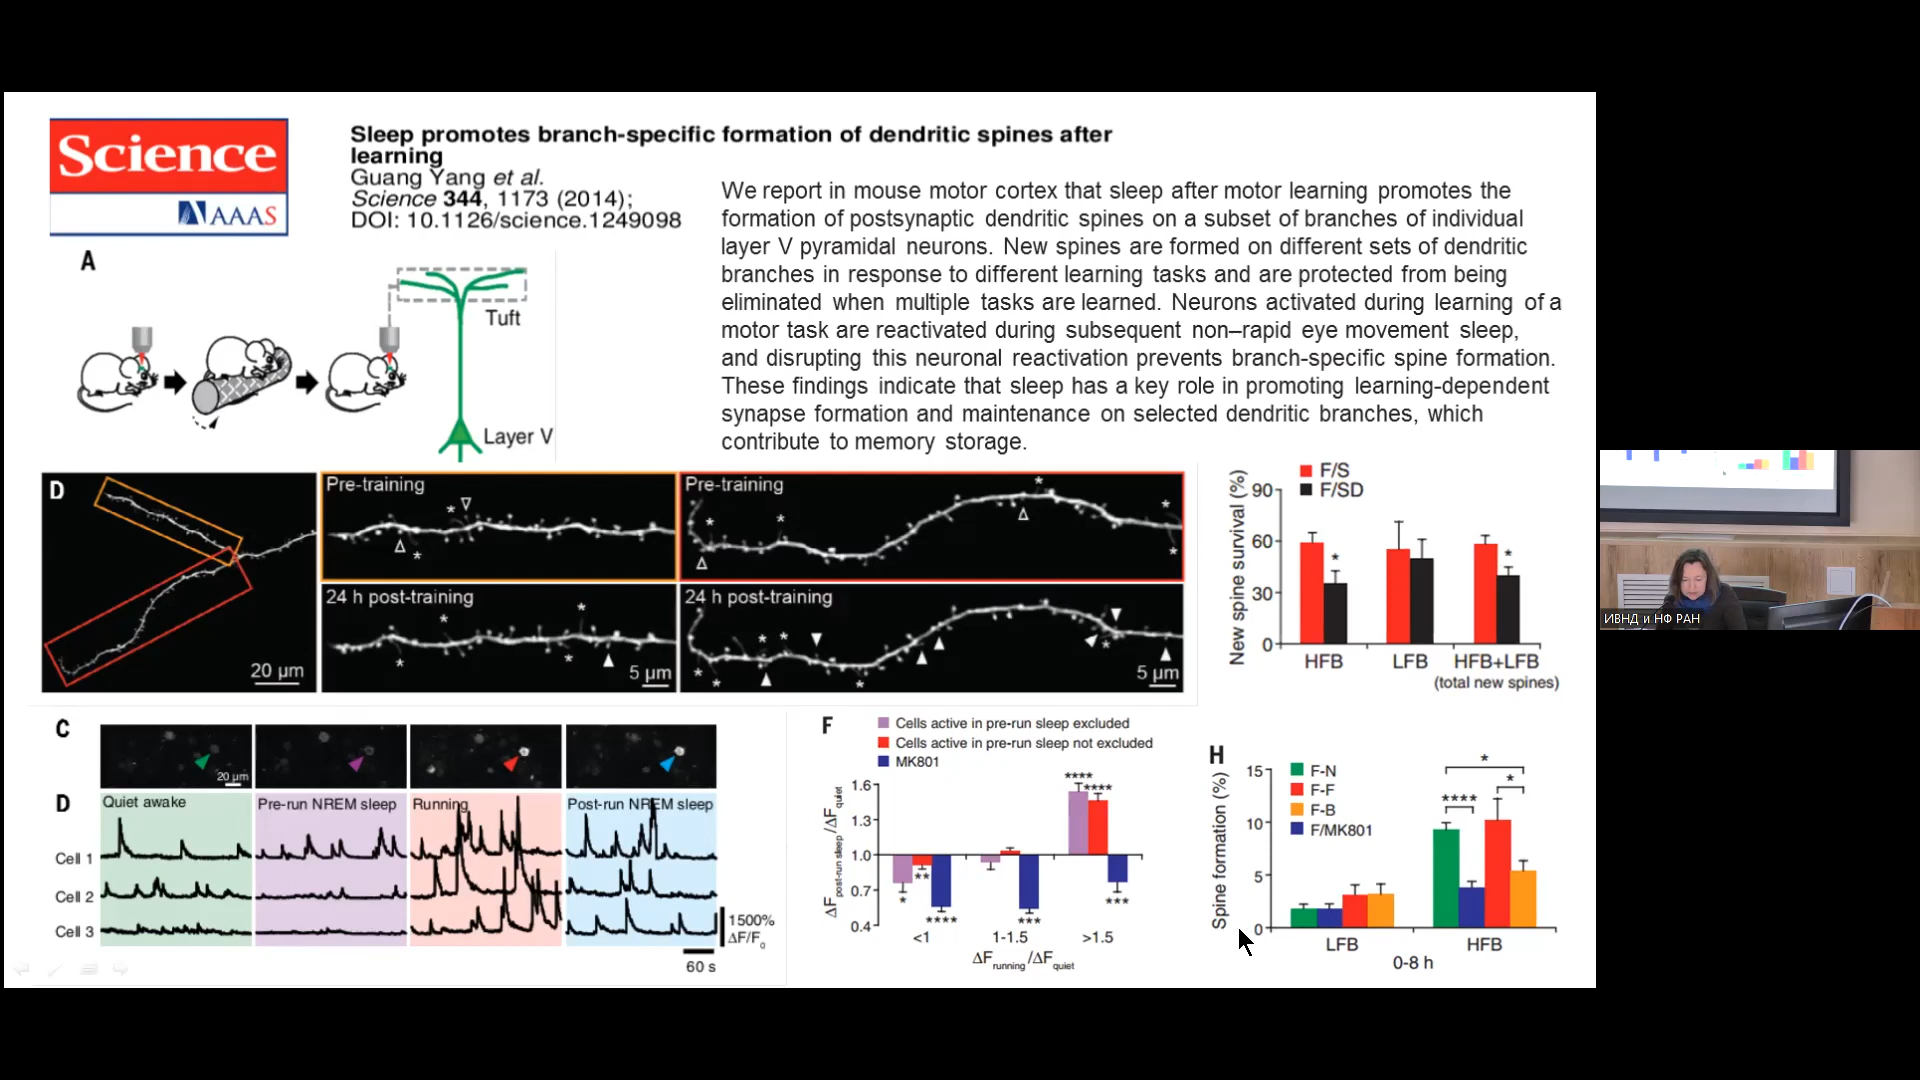 Science
AAAS
Sleep promotes branch-specific formation of dendritic spines after
learning
Guang Yang et al.
Science 344, 1173 (2014);
DOI: 10.1126/science.1249098
We report in mouse motor cortex that sleep after motor learning promotes the
formation of postsynaptic dendritic spines on a subset of branches of individual
layer V pyramidal neurons. New spines are formed on different sets of dendritic
branches in response to different learning tasks and are protected from being
eliminated when multiple tasks are learned. Neurons activated during learning of a
motor task are reactivated during subsequent non–rapid eye movement sleep,
and disrupting this neuronal reactivation prevents branch-specific spine formation.
These findings indicate that sleep has a key role in promoting learning-dependent
synapse formation and maintenance on selected dendritic branches, which
contribute to memory storage.
A
Tuft
Layer V
D
20 µm
Pre-training
24 h post-training
5 µm
Pre-training
24 h post-training
5 µm
F/S
F/SD
New spine survival (%)
90
60
30
0
HFB LFB HFB+LFB
(total new spines)
C
20 µm
D
Quiet awake
Pre-run NREM sleep
Running
Post-run NREM sleep
Cell 1
Cell 2
Cell 3
1500%
ΔF/F0
60 s
F
Cells active in pre-run sleep excluded
Cells active in pre-run sleep not excluded
MK801
ΔFpost-run sleep/ΔFquiet
1.6
1.3
1.0
0.7
0.4
* ** **** *** **** **** ***
<1 1-1.5 >1.5
ΔFrunning/ΔFquiet
H
F-N
F-F
F-B
F/MK801
Spine formation (%)
15
10
5
0
* * ****
LFB HFB
0-8 h
ИВНД и НФ РАН